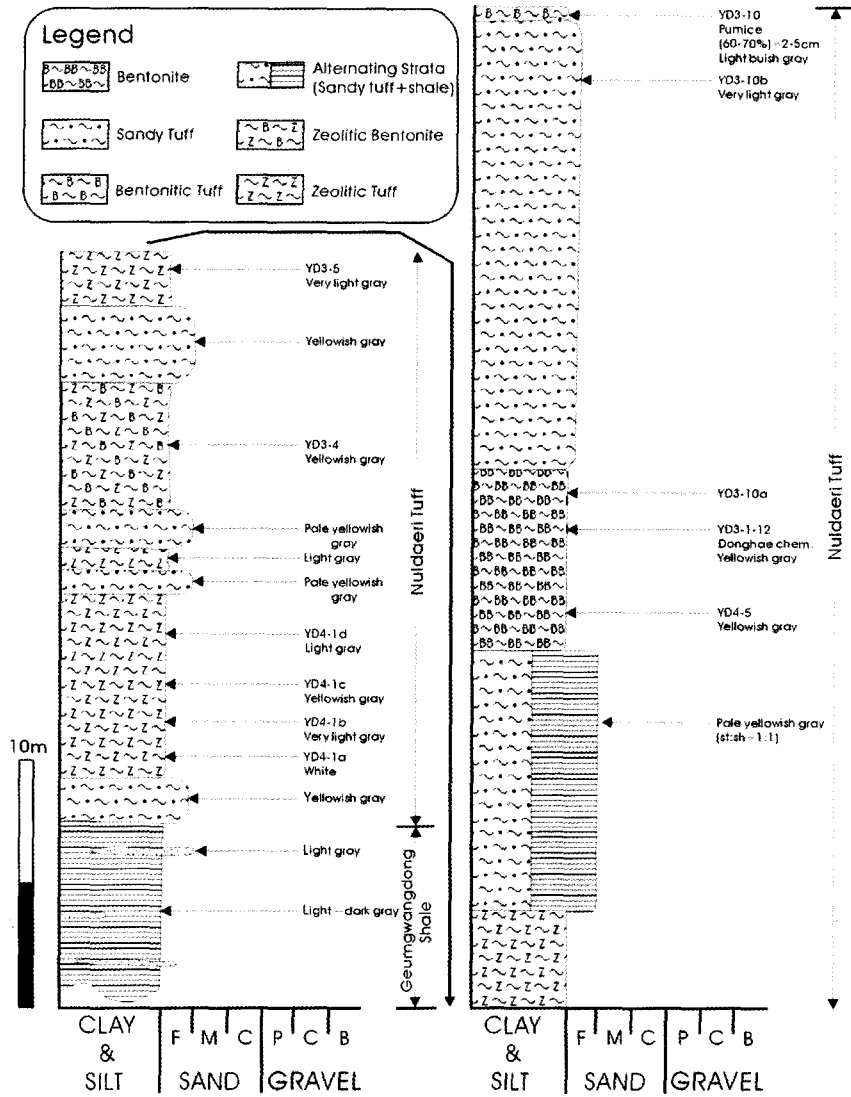 Legend
Bentonite
Alternating Strata
(Sandy tuff+shale)
Sandy Tuff
Zeolitic Bentonite
Bentonitic Tuff
Zeolitic Tuff
YD3-5
Very light gray
Yellowish gray
YD3-4
Yellowish gray
Pale yellowish
gray
Light gray
Pale yellowish
gray
YD4-1d
Light gray
YD4-1c
Yellowish gray
YD4-1b
Very light gray
YD4-1a
White
Yellowish gray
Light gray
Light - dark gray
Nuldaeri Tuff
Geumgwangdong
Shale
10m
CLAY
&
SILT
F M C
SAND
P C B
GRAVEL
YD3-10
Pumice
(60-70%) - 2-5cm
Light buish gray
YD3-10b
Very light gray
YD3-10a
YD3-1-12
Donghae chem.
Yellowish gray
YD4-5
Yellowish gray
Pale yellowish gray
(st:sh - 1:1)
Nuldaeri Tuff
CLAY
&
SILT
F M C
SAND
P C B
GRAVEL